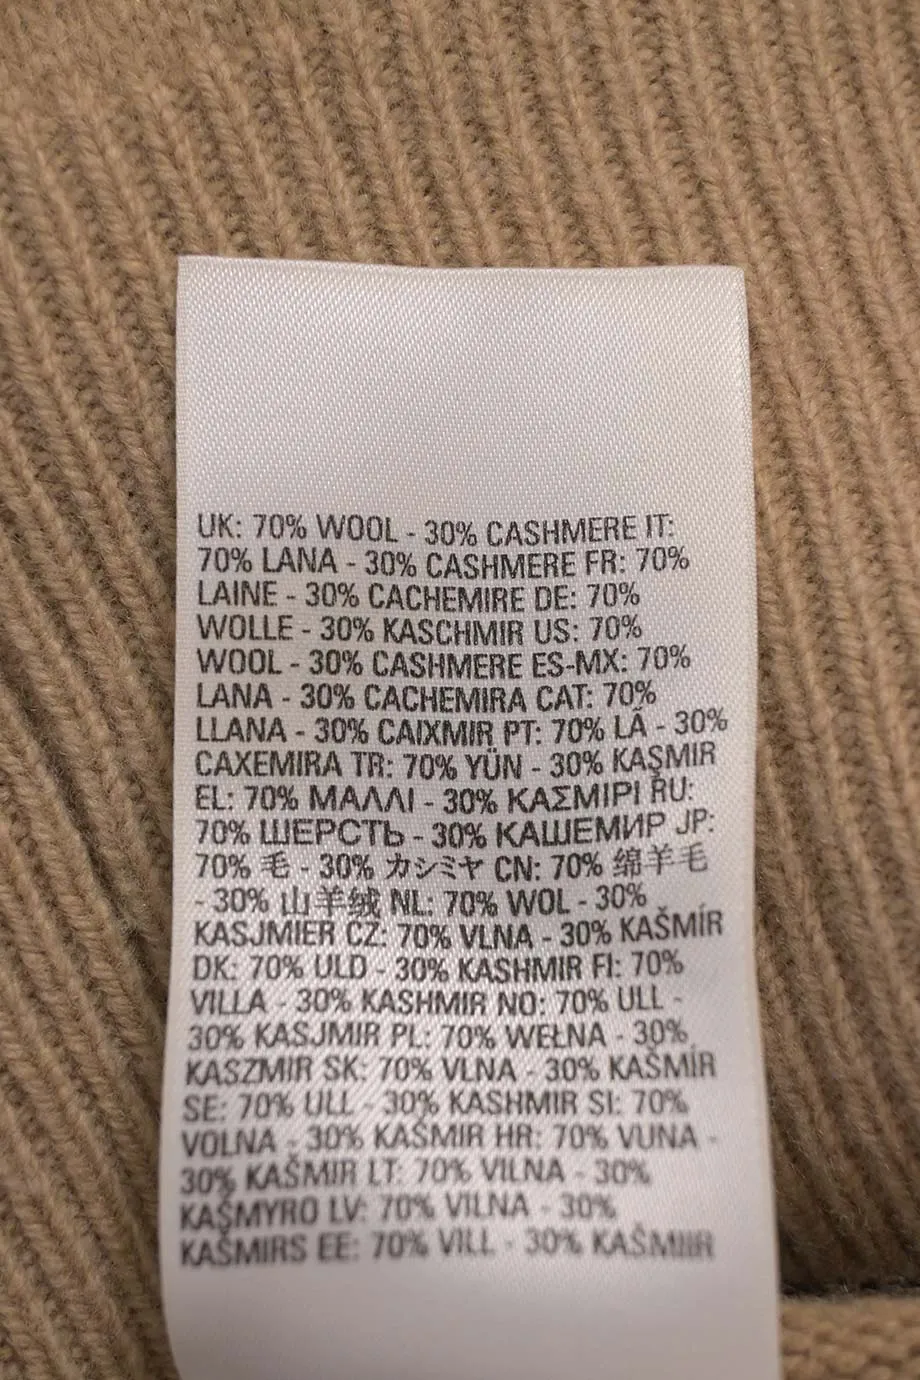 UK: 70% WOOL - 30% CASHMERE IT:
70% LANA - 30% CASHMERE FR: 70%
LAINE - 30% CACHEMIRE DE: 70%
WOLLE - 30% KASCHMIR US: 70%
WOOL - 30% CASHMERE ES-MX: 70%
LANA - 30% CACHEMIRA CAT: 70%
LLANA - 30% CAIXMIR PT: 70% LÃ - 30%
CAXEMIRA TR: 70% YÜN - 30% KAŞMIR
EL: 70% ΜΑΛΛΙ - 30% ΚΑΣΜΙΡΙ RU:
70% ШЕРСТЬ - 30% КАШЕМИР JP:
70% 毛 - 30% カシミヤ CN: 70% 绵羊毛
- 30% 山羊绒 NL: 70% WOL - 30%
KASJMIER CZ: 70% VLNA - 30% KAŠMÍR
DK: 70% ULD - 30% KASHMIR FI: 70%
VILLA - 30% KASHMIR NO: 70% ULL -
30% KASJMIR PL: 70% WEŁNA - 30%
KASZMIR SK: 70% VLNA - 30% KAŠMÍR
SE: 70% ULL - 30% KASHMIR SI: 70%
VOLNA - 30% KAŠMIR HR: 70% VUNA -
30% KAŠMIR LT: 70% VILNA - 30%
KAŠMYRO LV: 70% VILNA - 30%
KAŠMIRS EE: 70% VILL - 30% KAŠMIIR